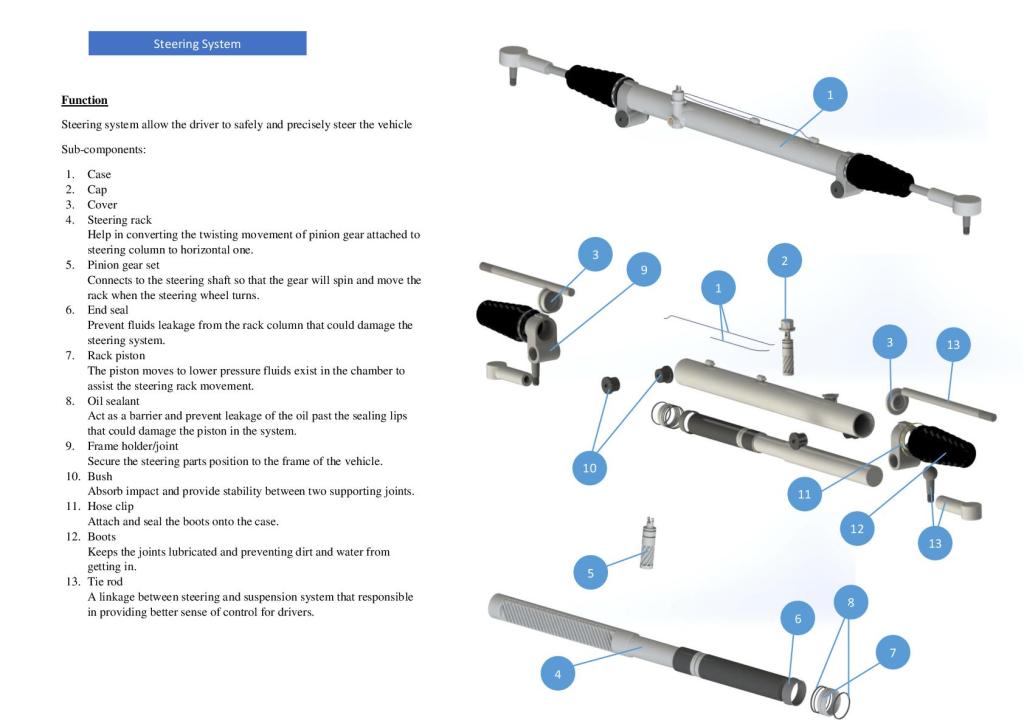 Steering System
Function
Steering system allow the driver to safely and precisely steer the vehicle
Sub-components:
1. Case
2. Cap
3. Cover
4. Steering rack
Help in converting the twisting movement of pinion gear attached to
steering column to horizontal one.
5. Pinion gear set
Connects to the steering shaft so that the gear will spin and move the
rack when the steering wheel turns.
6. End seal
Prevent fluids leakage from the rack column that could damage the
steering system.
7. Rack piston
The piston moves to lower pressure fluids exist in the chamber to
assist the steering rack movement.
8. Oil sealant
Act as a barrier and prevent leakage of the oil past the sealing lips
that could damage the piston in the system.
9. Frame holder/joint
Secure the steering parts position to the frame of the vehicle.
10. Bush
Absorb impact and provide stability between two supporting joints.
11. Hose clip
Attach and seal the boots onto the case.
12. Boots
Keeps the joints lubricated and preventing dirt and water from
getting in.
13. Tie rod
A linkage between steering and suspension system that responsible
in providing better sense of control for drivers.
1
3
9
2
1
3
13
10
11
12
13
5
8
6
7
4